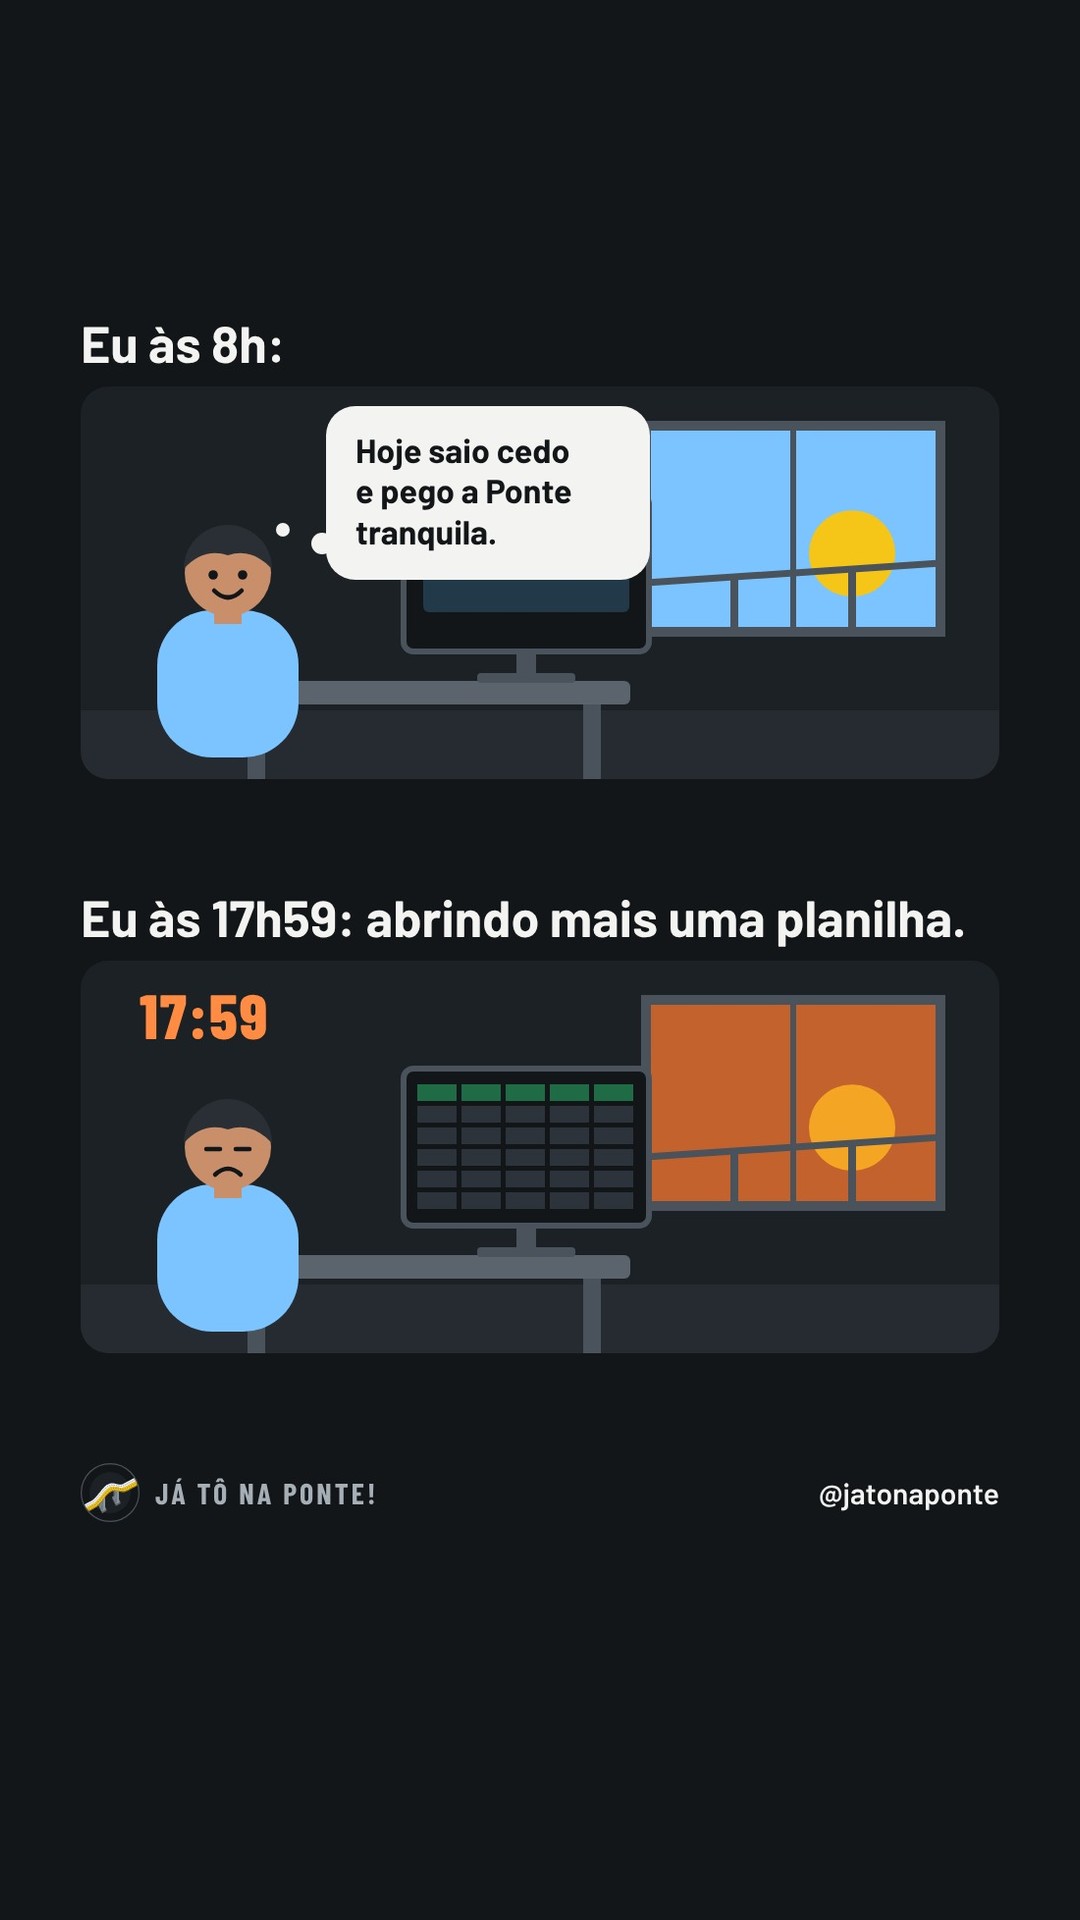 Eu às 8h:
Hoje saio cedo
e pego a Ponte
tranquila.
Eu às 17h59: abrindo mais uma planilha.
17:59
JÁ TÔ NA PONTE!
@jatonaponte